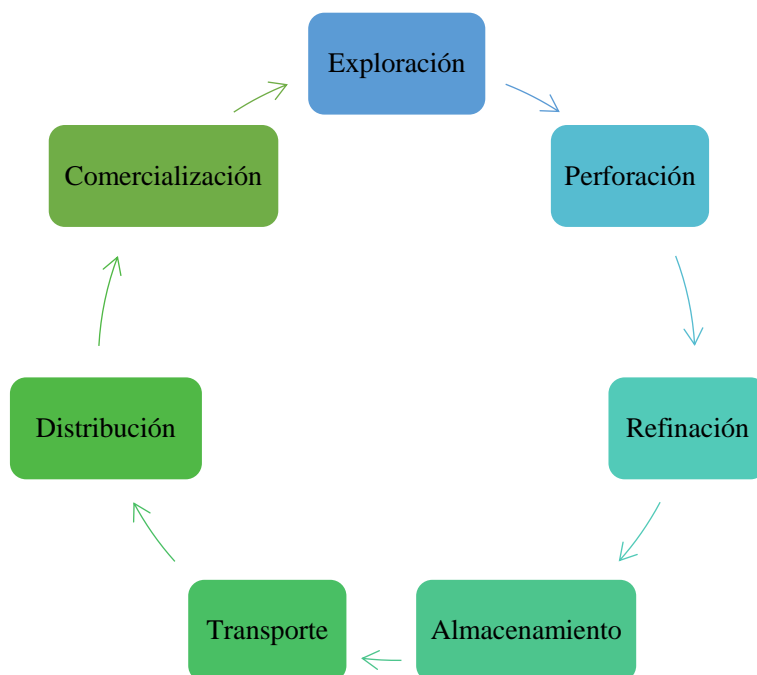 Exploración
Perforación
Refinación
Almacenamiento
Transporte
Distribución
Comercialización